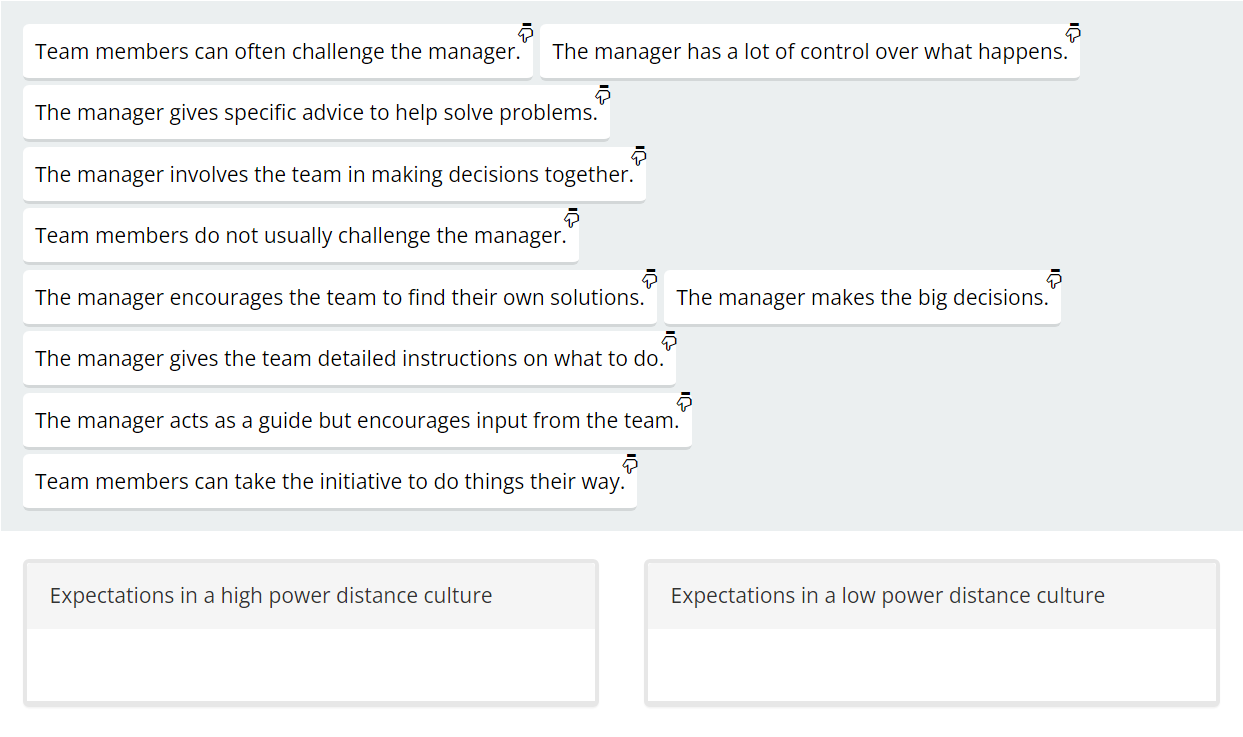 Team members can often challenge the manager. The manager has a lot of control over what happens.
The manager gives specific advice to help solve problems.
The manager involves the team in making decisions together.
Team members do not usually challenge the manager.
The manager encourages the team to find their own solutions. The manager makes the big decisions.
The manager gives the team detailed instructions on what to do.
The manager acts as a guide but encourages input from the team.
Team members can take the initiative to do things their way.
Expectations in a high power distance culture Expectations in a low power distance culture